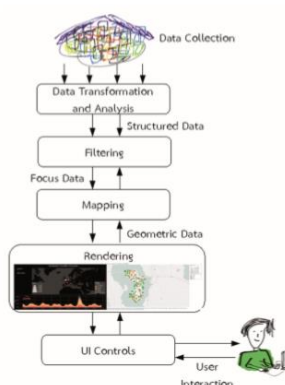 Data Collection
Data Transformation
and Analysis
Structured Data
Filtering
Focus Data
Mapping
Geometric Data
Rendering
UI Controls
User
Interaction